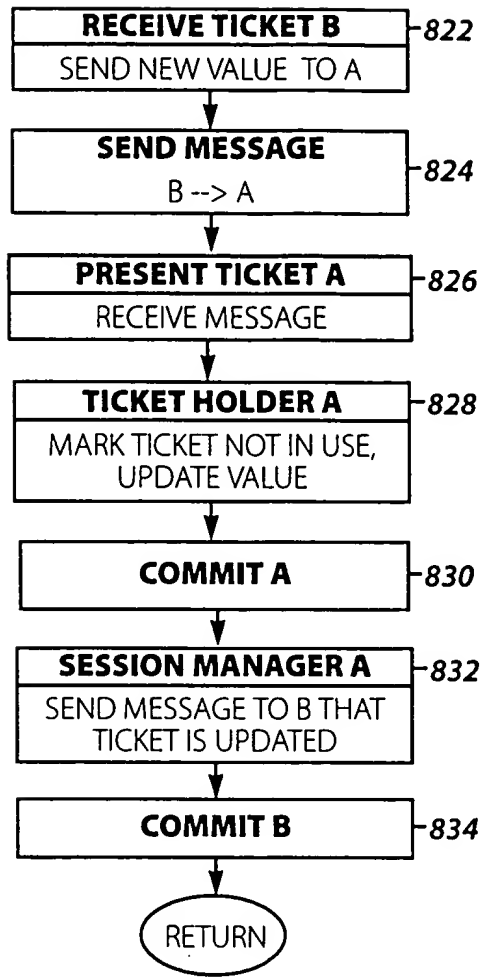 RECEIVE TICKET B
822
SEND NEW VALUE TO A
SEND MESSAGE
824
B --> A
PRESENT TICKET A
826
RECEIVE MESSAGE
TICKET HOLDER A
828
MARK TICKET NOT IN USE,
UPDATE VALUE
COMMIT A
830
SESSION MANAGER A
832
SEND MESSAGE TO B THAT
TICKET IS UPDATED
COMMIT B
834
RETURN